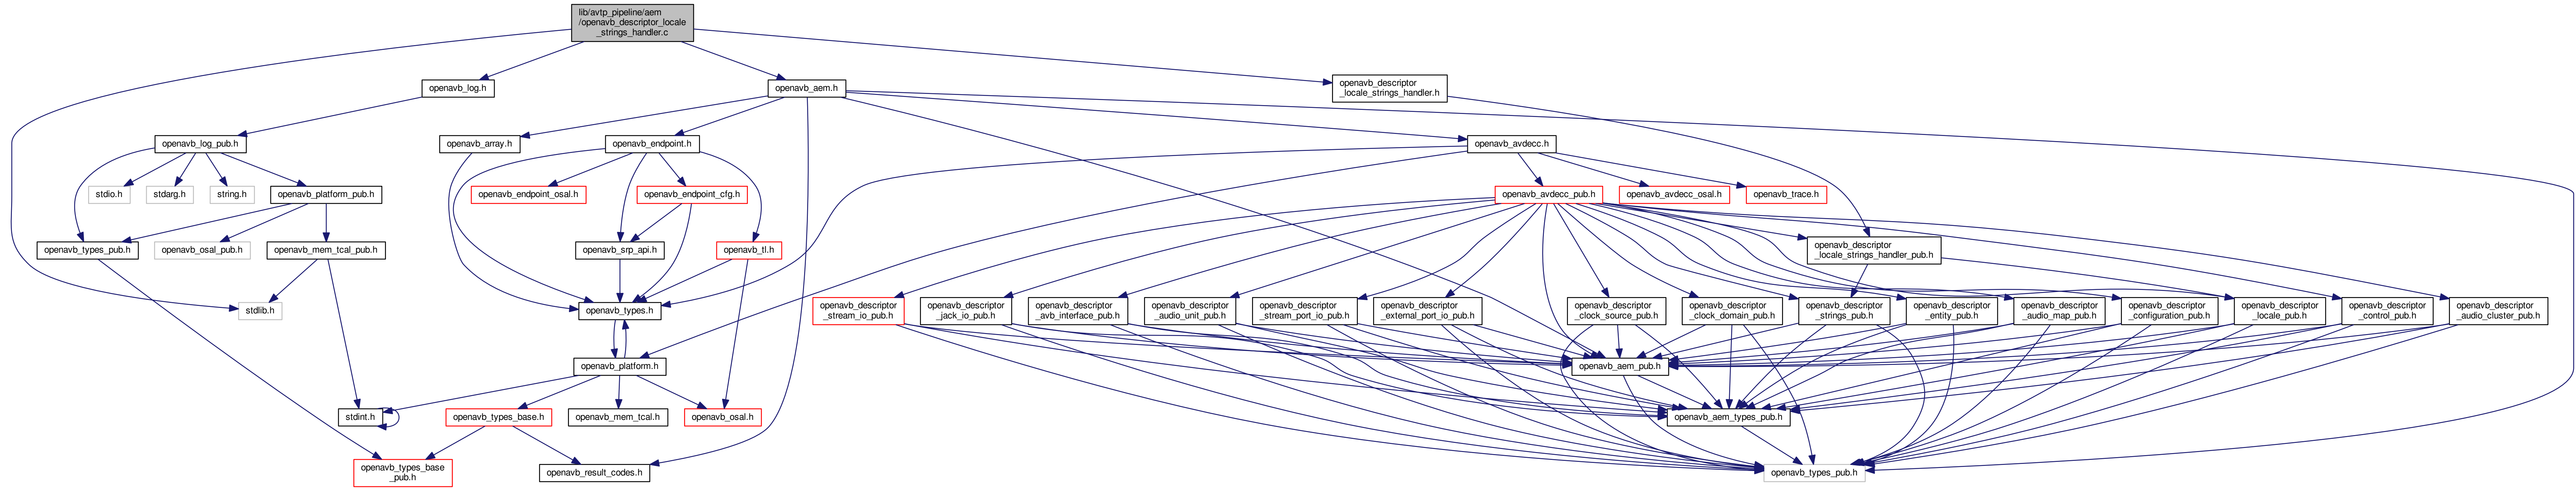 lib/avtp_pipeline/aem
/openavb_descriptor_locale
_strings_handler.c
openavb_log.h
openavb_aem.h
openavb_descriptor
_locale_strings_handler.h
openavb_log_pub.h
openavb_array.h
openavb_endpoint.h
openavb_avdecc.h
stdio.h
stdarg.h
string.h
openavb_platform_pub.h
openavb_endpoint_osal.h
openavb_endpoint_cfg.h
openavb_avdecc_pub.h
openavb_avdecc_osal.h
openavb_trace.h
openavb_types_pub.h
openavb_osal_pub.h
openavb_mem_tcal_pub.h
openavb_srp_api.h
openavb_tl.h
openavb_descriptor
_locale_strings_handler_pub.h
stdlib.h
openavb_types.h
openavb_descriptor
_stream_io_pub.h
openavb_descriptor
_jack_io_pub.h
openavb_descriptor
_avb_interface_pub.h
openavb_descriptor
_audio_unit_pub.h
openavb_descriptor
_stream_port_io_pub.h
openavb_descriptor
_external_port_io_pub.h
openavb_descriptor
_clock_source_pub.h
openavb_descriptor
_clock_domain_pub.h
openavb_descriptor
_strings_pub.h
openavb_descriptor
_entity_pub.h
openavb_descriptor
_audio_map_pub.h
openavb_descriptor
_configuration_pub.h
openavb_descriptor
_locale_pub.h
openavb_descriptor
_control_pub.h
openavb_descriptor
_audio_cluster_pub.h
openavb_platform.h
openavb_aem_pub.h
stdint.h
openavb_types_base.h
openavb_mem_tcal.h
openavb_osal.h
openavb_aem_types_pub.h
openavb_types_base
_pub.h
openavb_result_codes.h
openavb_types_pub.h